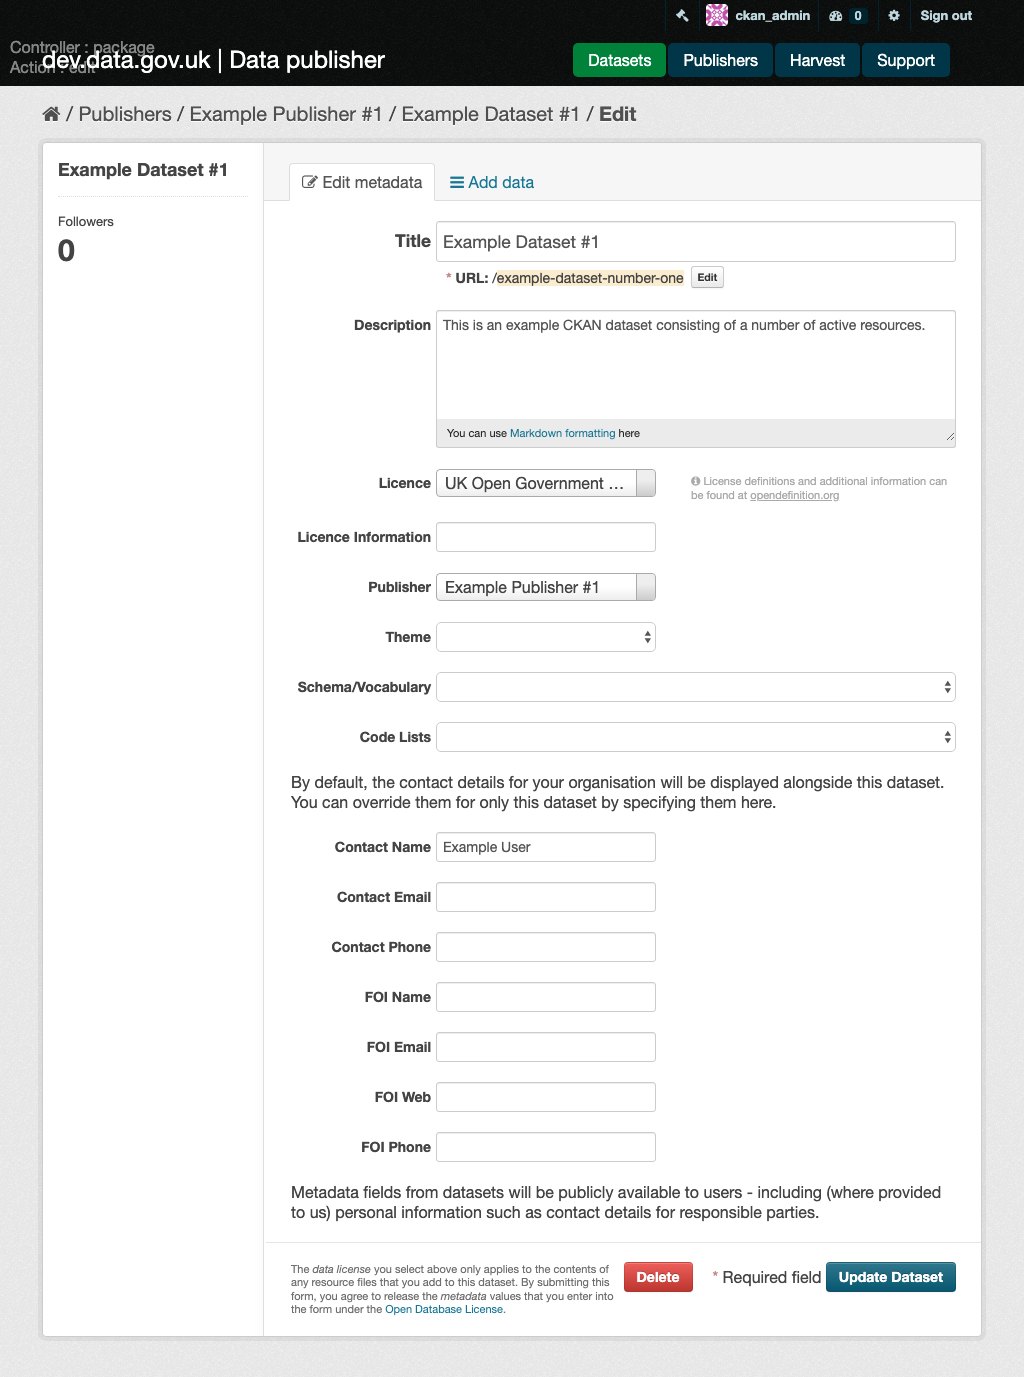 ckan_admin 0 Sign out
Controller : package
Action : edit
dev.data.gov.uk | Data publisher
Datasets Publishers Harvest Support
/ Publishers / Example Publisher #1 / Example Dataset #1 / Edit
Example Dataset #1
Followers
0
Edit metadata Add data
Title Example Dataset #1
* URL: /example-dataset-number-one Edit
Description This is an example CKAN dataset consisting of a number of active resources.
You can use Markdown formatting here
Licence UK Open Government ...
License definitions and additional information can
be found at opendefinition.org
Licence Information
Publisher Example Publisher #1
Theme
Schema/Vocabulary
Code Lists
By default, the contact details for your organisation will be displayed alongside this dataset.
You can override them for only this dataset by specifying them here.
Contact Name Example User
Contact Email
Contact Phone
FOI Name
FOI Email
FOI Web
FOI Phone
Metadata fields from datasets will be publicly available to users - including (where provided
to us) personal information such as contact details for responsible parties.
The data license you select above only applies to the contents of
any resource files that you add to this dataset. By submitting this
form, you agree to release the metadata values that you enter into
the form under the Open Database License.
Delete * Required field Update Dataset